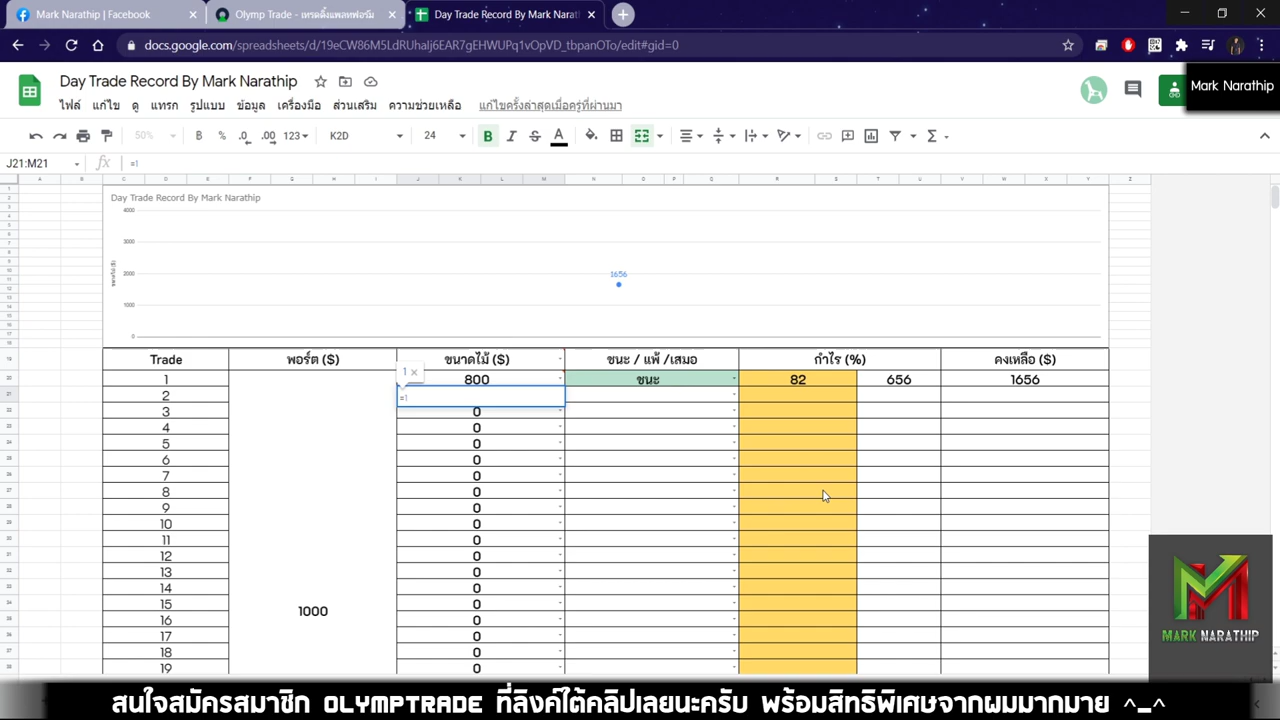 Mark Narathip | Facebook
Olymp Trade - เทรดดิ้งแพลทฟอร์ม
Day Trade Record By Mark Narat
docs.google.com/spreadsheets/d/19eCW86M5LdRUhaIj6EAR7gEHWUPq1vOpVD_tbpanOTo/edit#gid=0
Day Trade Record By Mark Narathip
ไฟล์ แก้ไข ดู แทรก รูปแบบ ข้อมูล เครื่องมือ ส่วนเสริม ความช่วยเหลือ แก้ไขครั้งล่าสุดเมื่อครู่ที่ผ่านมา
Mark Narathip
50% B % .0 .00 123 K2D 24 B I S A
J21:M21 fx =1
Day Trade Record By Mark Narathip
4000
3000
2000
1000
0
1656
Trade พอร์ต ($) ขนาดไม้ ($) ชนะ / แพ้ /เสมอ กำไร (%) คงเหลือ ($)
1 ×
1 800 ชนะ 82 656 1656
2 =1
3 0
4 0
5 0
6 0
7 0
8 0
9 0
10 0
11 0
12 0
13 0
14 0
15 0
1000
16 0
17 0
18 0
19 0
MARK NARATHIP
สนใจสมัครสมาชิก OLYMPTRADE ที่ลิงค์ใต้คลิปเลยนะครับ พร้อมสิทธิพิเศษจากผมมากมาย ^_^